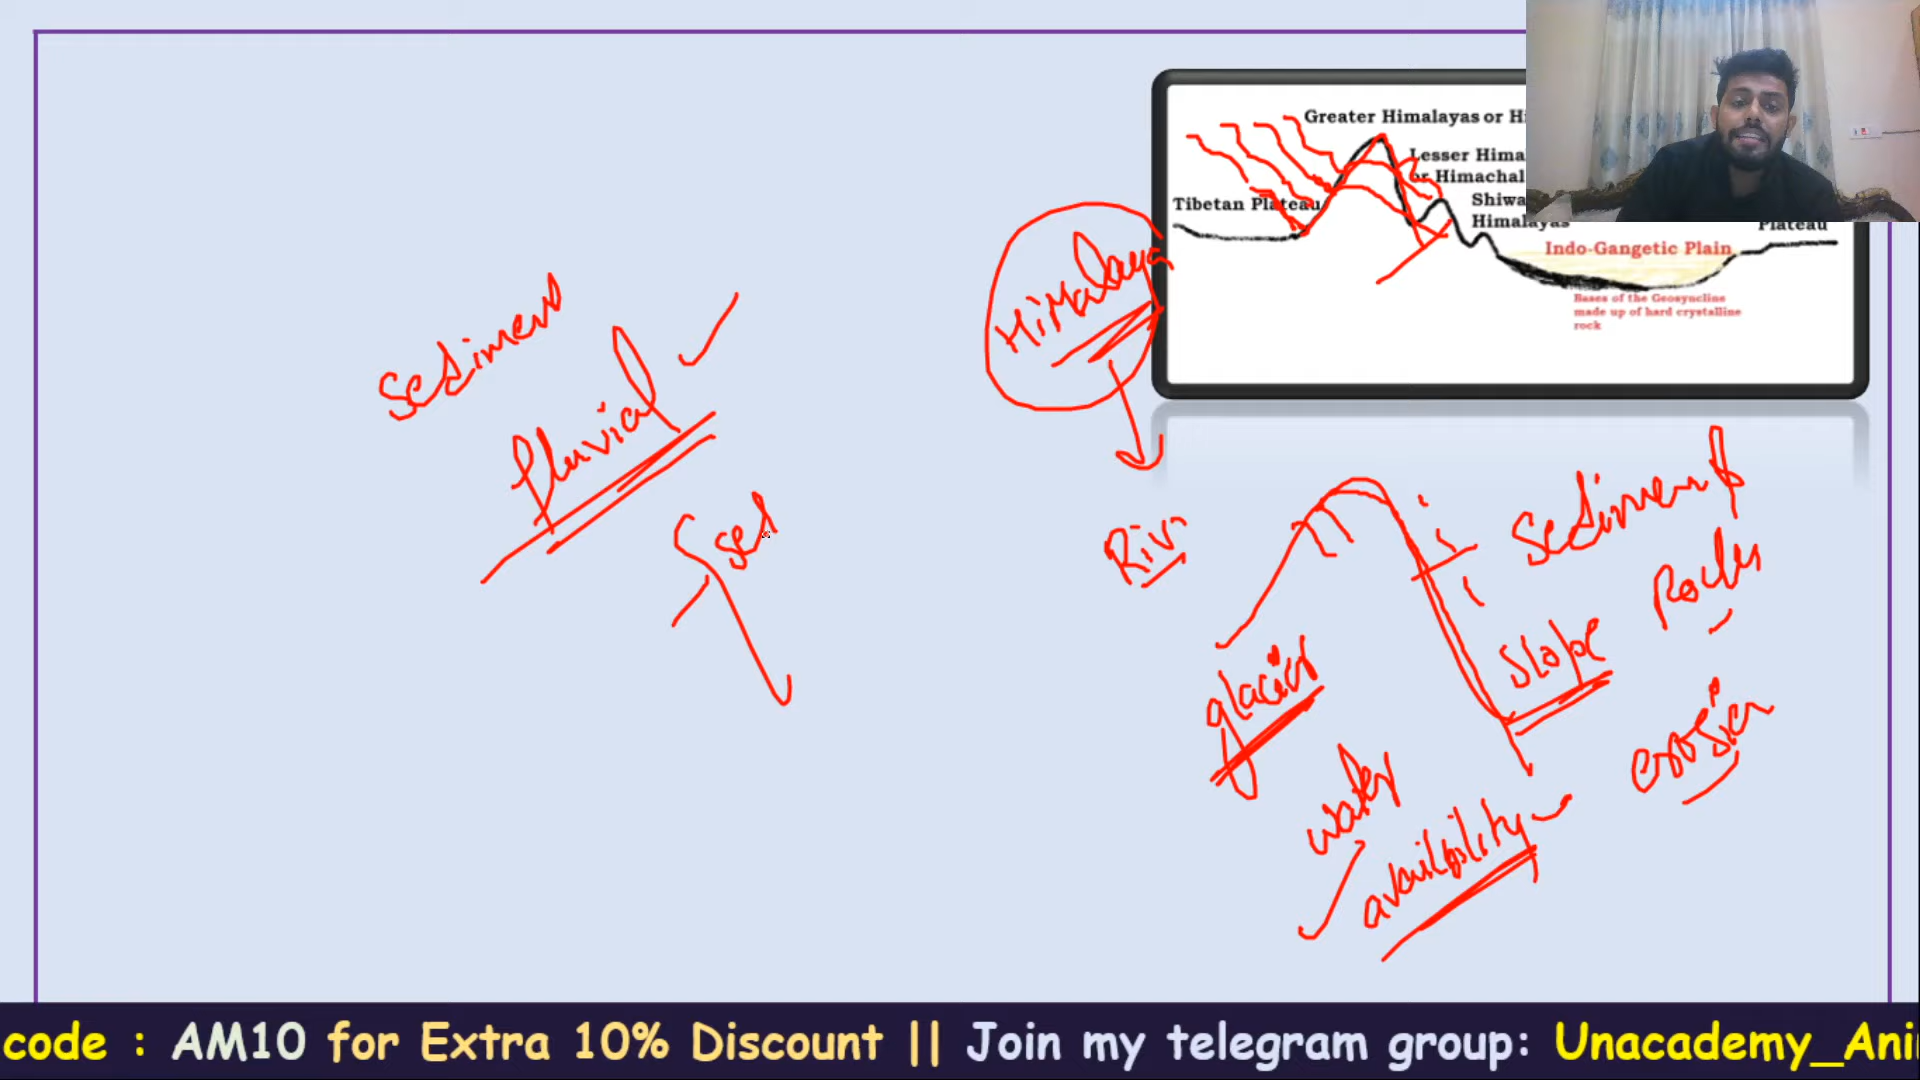 Greater Himalayas or Hi
Lesser Hima
or Himachal
Shiwa
Himalayas
Tibetan Plateau
Plateau
Indo-Gangetic Plain
Bases of the Geosyncline
made up of hard crystalline
rock
Himalaya
Sediment
fluvial
sed
Riv
Sediment
Rocks
Slope
glacier
erosion
water
availbility
code : AM10 for Extra 10% Discount || Join my telegram group: Unacademy_Ani